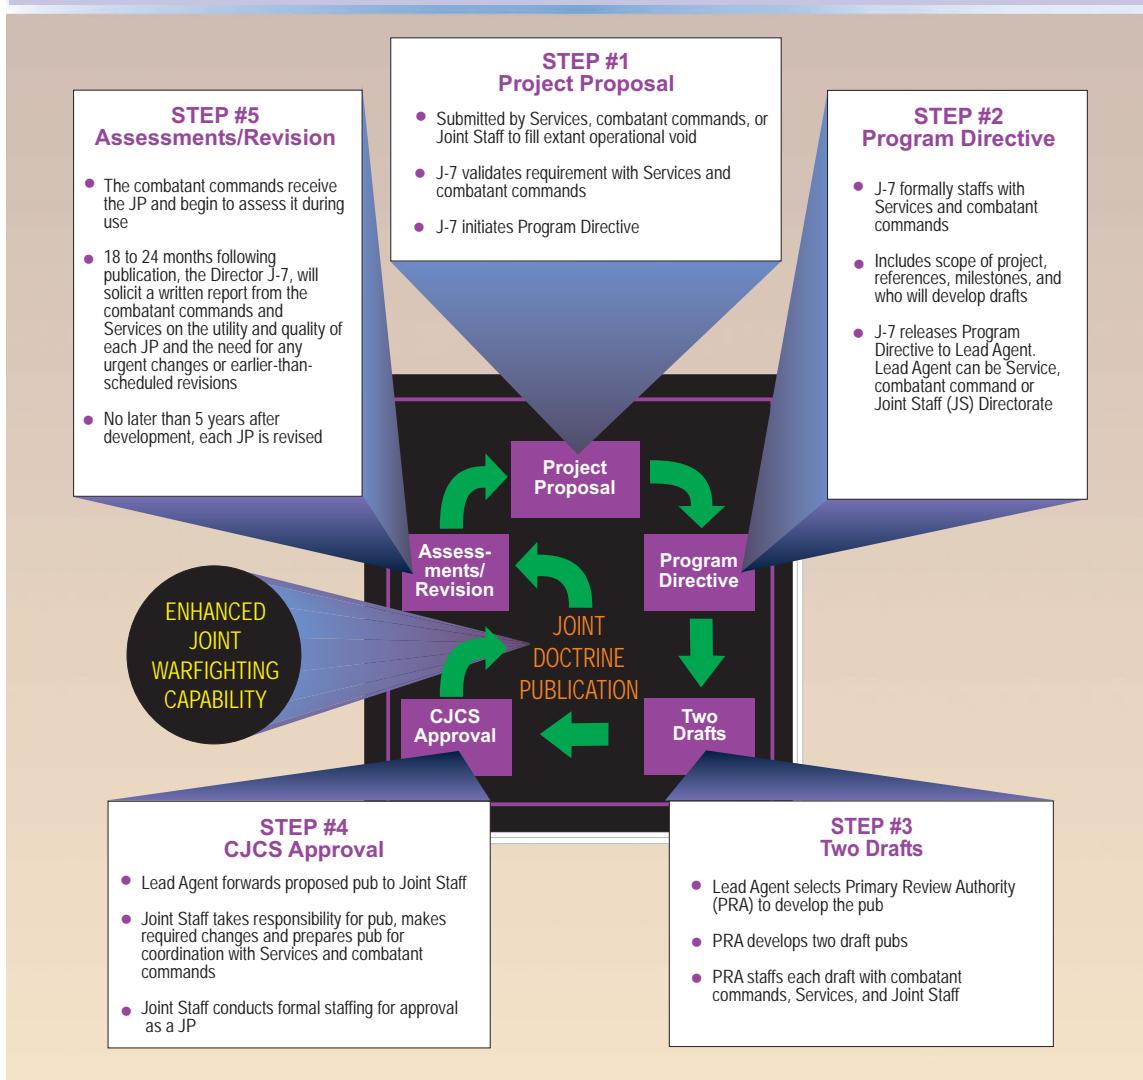 STEP #1
Project Proposal
● Submitted by Services, combatant commands, or
Joint Staff to fill extant operational void
● J-7 validates requirement with Services and
combatant commands
● J-7 initiates Program Directive
STEP #2
Program Directive
● J-7 formally staffs with
Services and combatant
commands
● Includes scope of project,
references, milestones, and
who will develop drafts
● J-7 releases Program
Directive to Lead Agent.
Lead Agent can be Service,
combatant command or
Joint Staff (JS) Directorate
STEP #5
Assessments/Revision
● The combatant commands receive
the JP and begin to assess it during
use
● 18 to 24 months following
publication, the Director J-7, will
solicit a written report from the
combatant commands and
Services on the utility and quality of
each JP and the need for any
urgent changes or earlier-than-
scheduled revisions
● No later than 5 years after
development, each JP is revised
Project
Proposal
Program
Directive
Two
Drafts
CJCS
Approval
Assess-
ments/
Revision
JOINT
DOCTRINE
PUBLICATION
ENHANCED
JOINT
WARFIGHTING
CAPABILITY
STEP #4
CJCS Approval
● Lead Agent forwards proposed pub to Joint Staff
● Joint Staff takes responsibility for pub, makes
required changes and prepares pub for
coordination with Services and combatant
commands
● Joint Staff conducts formal staffing for approval
as a JP
STEP #3
Two Drafts
● Lead Agent selects Primary Review Authority
(PRA) to develop the pub
● PRA develops two draft pubs
● PRA staffs each draft with combatant
commands, Services, and Joint Staff